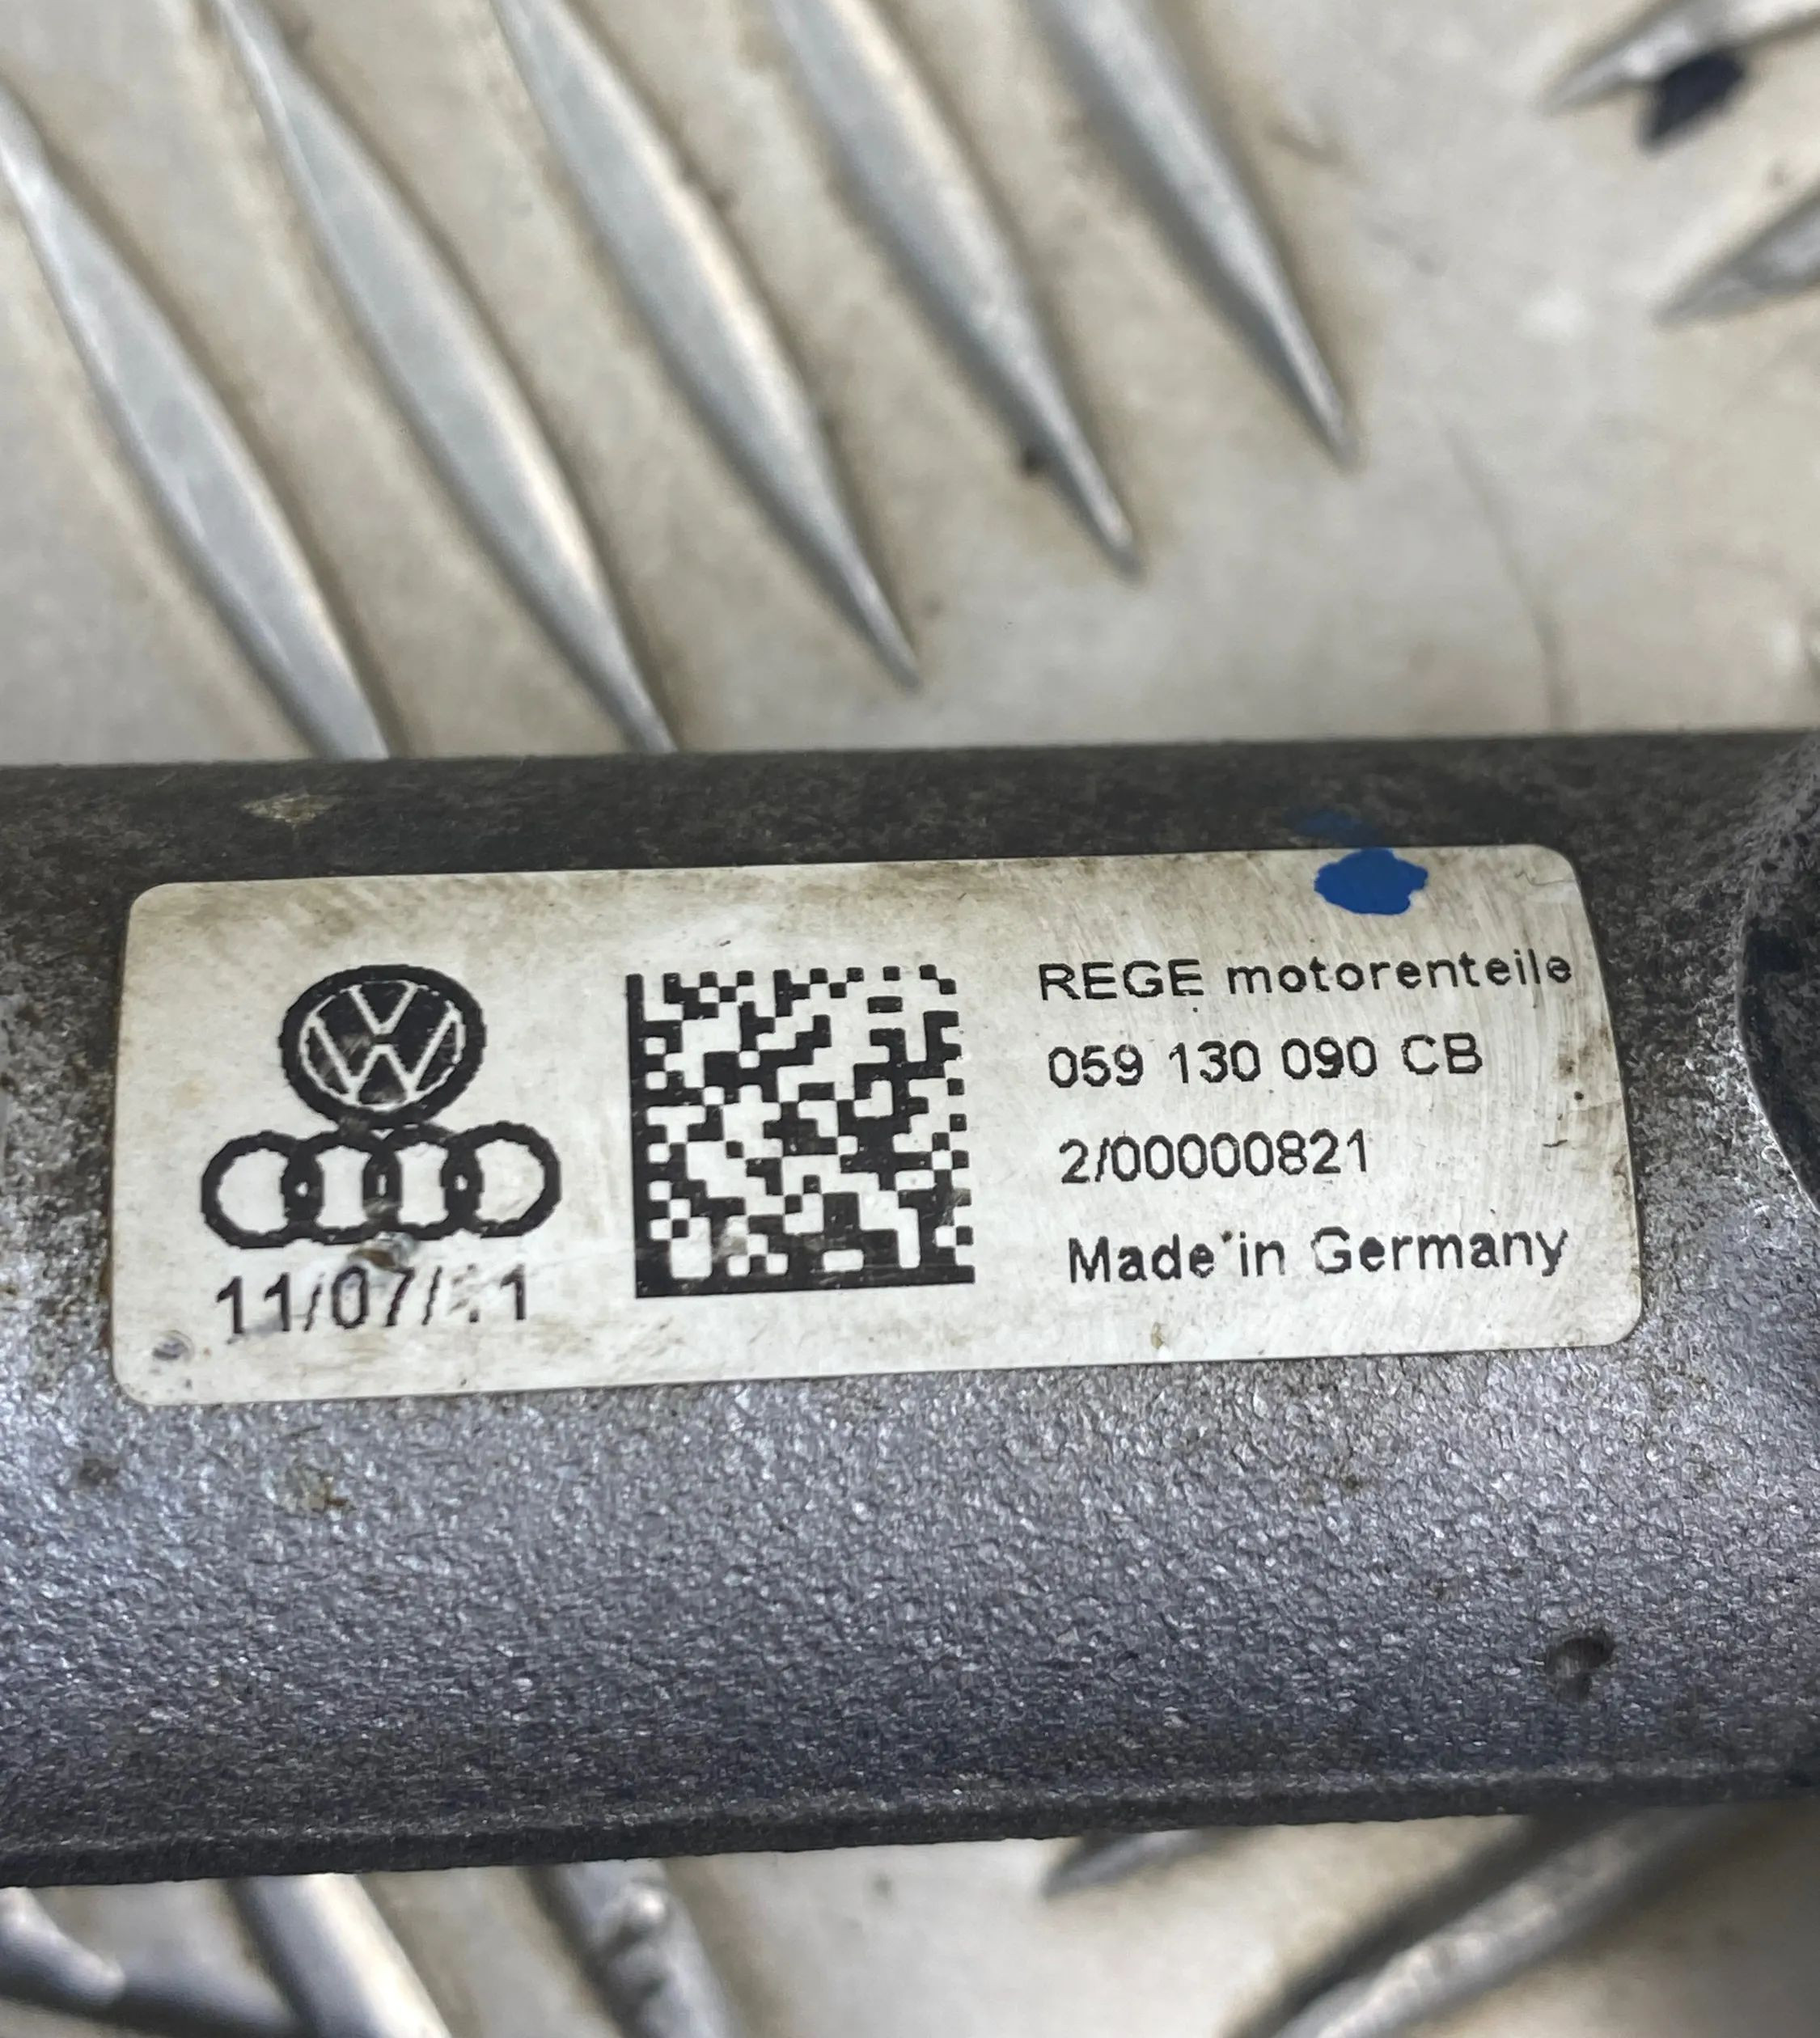 REGE motorenteile
059 130 090 CB
2/00000821
Made in Germany